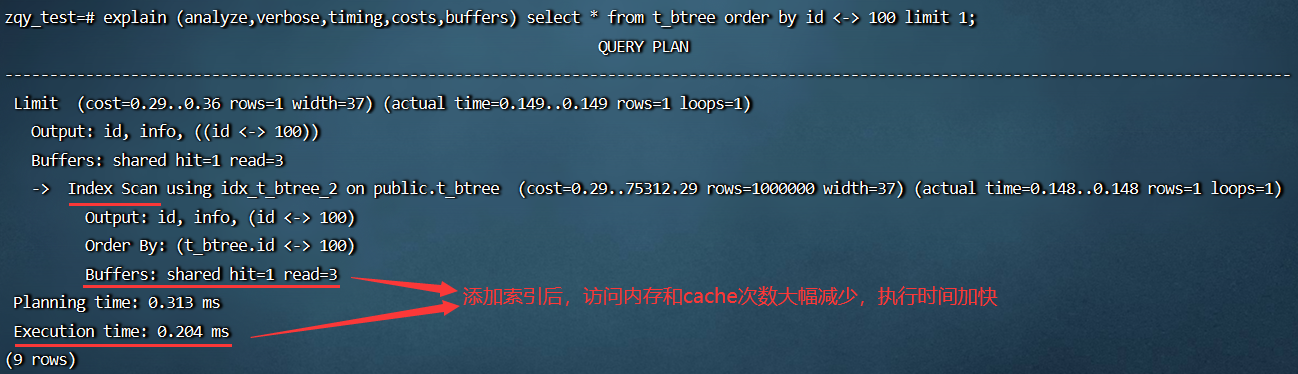 zqy_test=# explain (analyze,verbose,timing,costs,buffers) select * from t_btree order by id <-> 100 limit 1;
QUERY PLAN
-----------------------------------------------------------------------------------------------------------------------------------------------
Limit  (cost=0.29..0.36 rows=1 width=37) (actual time=0.149..0.149 rows=1 loops=1)
Output: id, info, ((id <-> 100))
Buffers: shared hit=1 read=3
->  Index Scan using idx_t_btree_2 on public.t_btree  (cost=0.29..75312.29 rows=1000000 width=37) (actual time=0.148..0.148 rows=1 loops=1)
Output: id, info, (id <-> 100)
Order By: (t_btree.id <-> 100)
Buffers: shared hit=1 read=3
添加索引后，访问内存和cache次数大幅减少，执行时间加快
Planning time: 0.313 ms
Execution time: 0.204 ms
(9 rows)